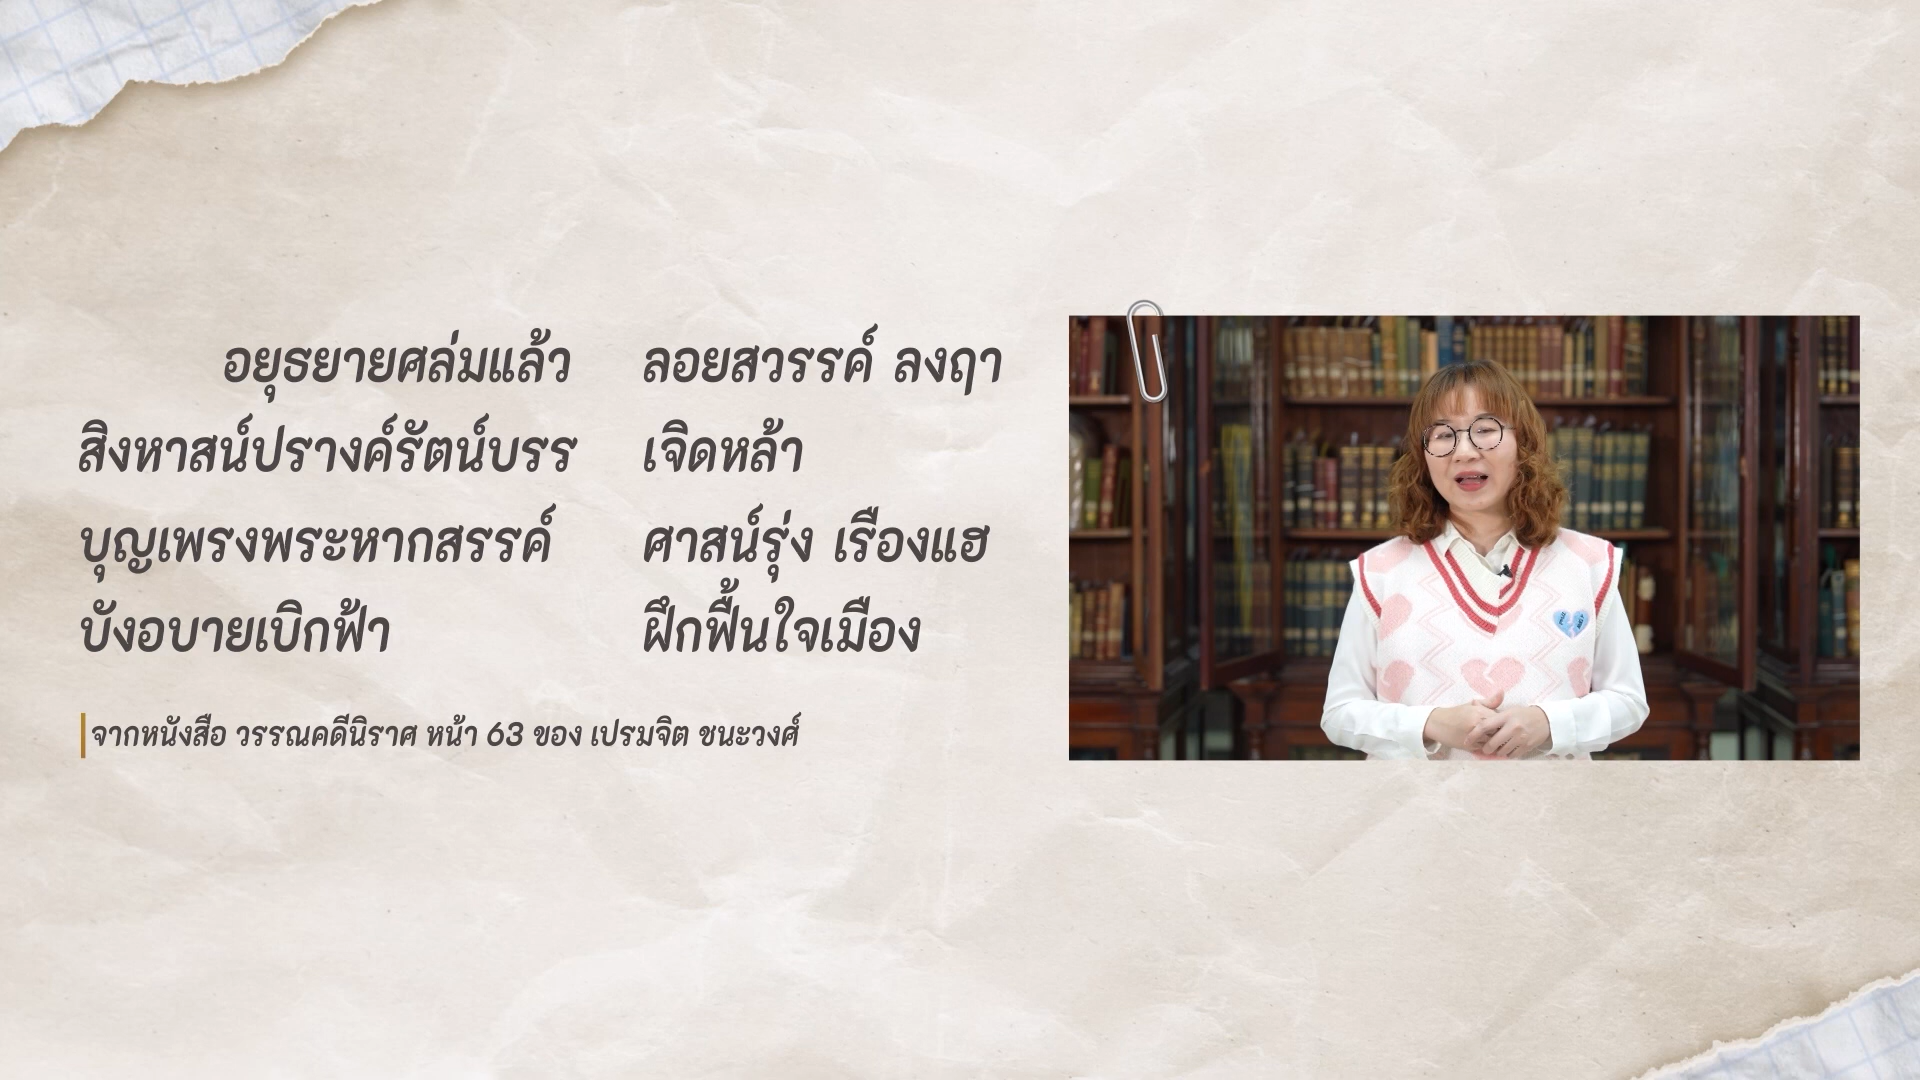 อยุธยายศล่มแล้ว ลอยสวรรค์ ลงฤา
สิงหาสน์ปรางค์รัตน์บรร เจิดหล้า
บุญเพรงพระหากสรรค์ ศาสน์รุ่ง เรืองแฮ
บังอบายเบิกฟ้า ฝึกฟื้นใจเมือง
จากหนังสือ วรรณคดีนิราศ หน้า 63 ของ เปรมจิต ชนะวงศ์